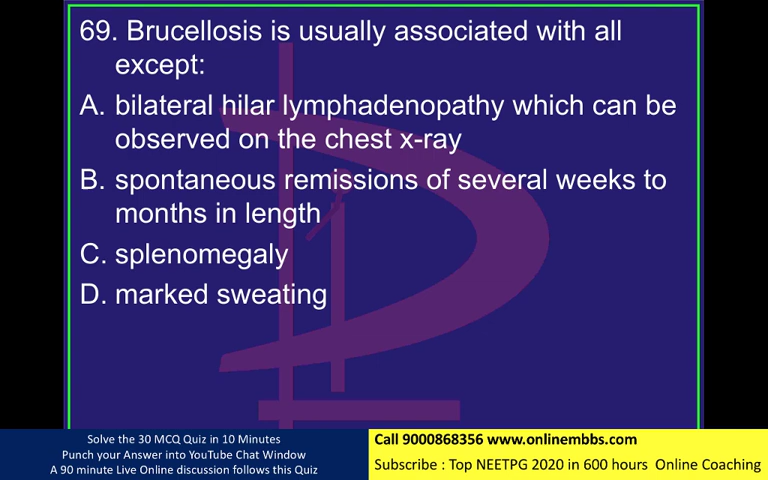 69. Brucellosis is usually associated with all
except:
A. bilateral hilar lymphadenopathy which can be
observed on the chest x-ray
B. spontaneous remissions of several weeks to
months in length
C. splenomegaly
D. marked sweating
Solve the 30 MCQ Quiz in 10 Minutes
Punch your Answer into YouTube Chat Window
A 90 minute Live Online discussion follows this Quiz
Call 9000868356 www.onlinembbs.com
Subscribe : Top NEETPG 2020 in 600 hours Online Coaching